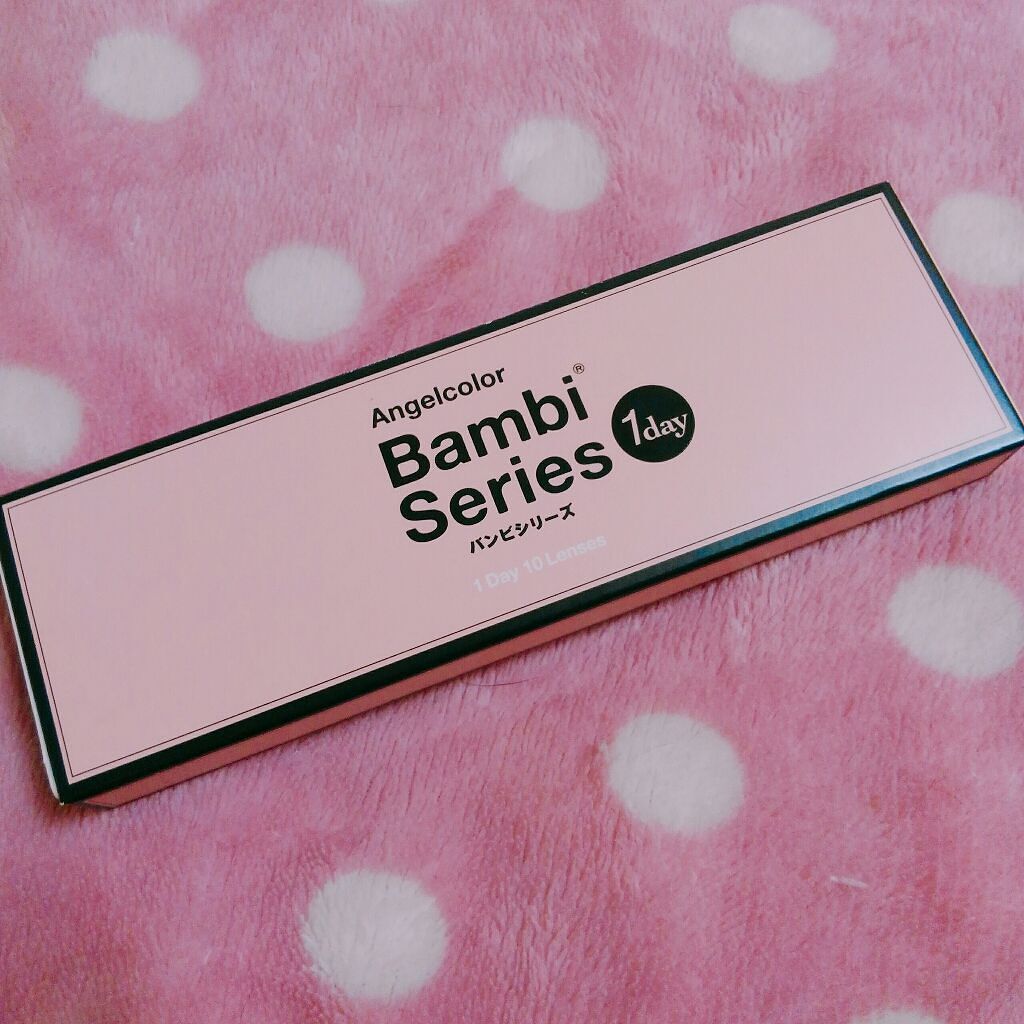 Angelcolor
Bambi®
Series
1day
バンビシリーズ
1 Day 10 Lenses